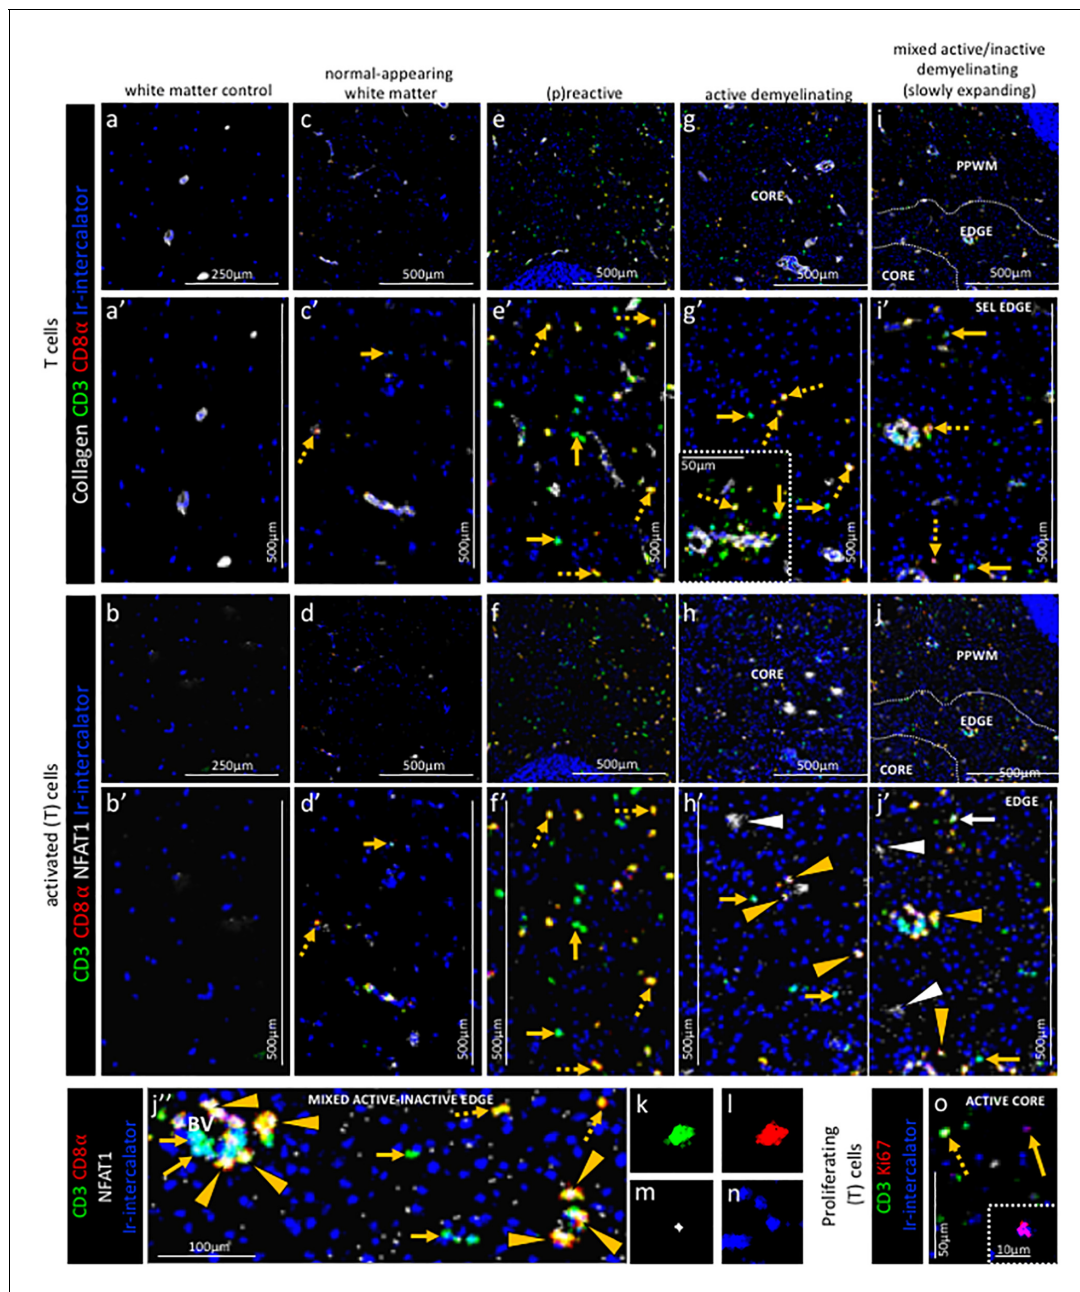 white matter control
normal-appearing
white matter
(p)reactive
active demyelinating
mixed active/inactive
demyelinating
(slowly expanding)
T cells
Collagen CD3 CD8α Ir-intercalator
a
250µm
c
500µm
e
500µm
g
CORE
500µm
i
PPWM
EDGE
CORE
500µm
a’
500µm
c’
500µm
e’
500µm
g’
50µm
500µm
i’
SEL EDGE
500µm
activated (T) cells
CD3 CD8α NFAT1 Ir-intercalator
b
250µm
d
500µm
f
500µm
h
CORE
500µm
j
PPWM
EDGE
CORE
500µm
b’
500µm
d’
500µm
f’
500µm
h’
500µm
j’
EDGE
500µm
CD3 CD8α
NFAT1
Ir-intercalator
j’’
MIXED ACTIVE-INACTIVE EDGE
BV
100µm
k
l
m
n
Proliferating
(T) cells
CD3 Ki67
Ir-intercalator
o
ACTIVE CORE
50µm
10µm